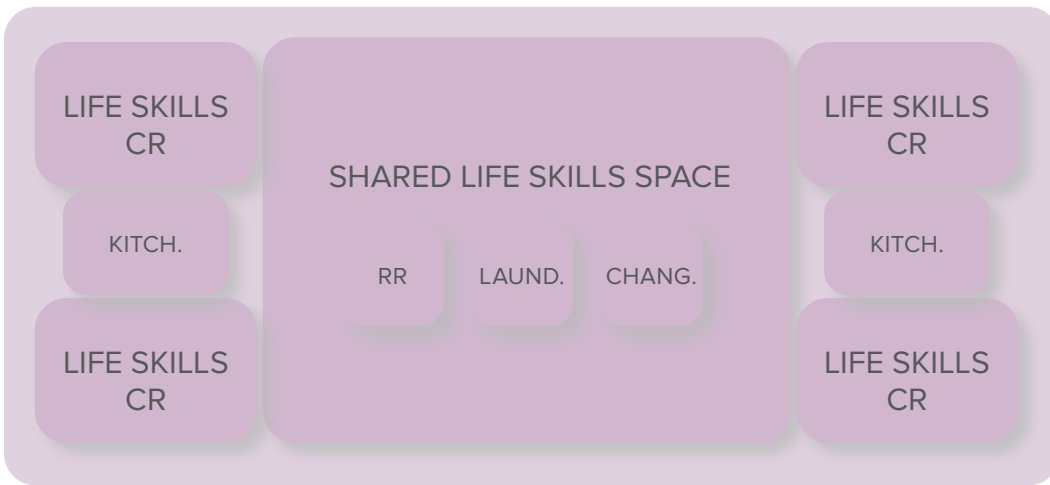 LIFE SKILLS
CR
KITCH.
LIFE SKILLS
CR
SHARED LIFE SKILLS SPACE
RR
LAUND.
CHANG.
LIFE SKILLS
CR
KITCH.
LIFE SKILLS
CR